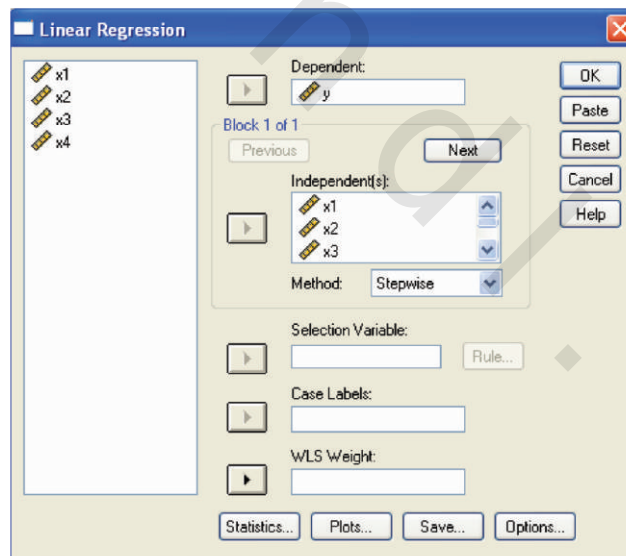 Linear Regression
x1
x2
x3
x4
Dependent:
y
Block 1 of 1
Previous
Next
Independent(s):
x1
x2
x3
Method:
Stepwise
Selection Variable:
Rule...
Case Labels:
WLS Weight:
Statistics...
Plots...
Save...
Options...
OK
Paste
Reset
Cancel
Help